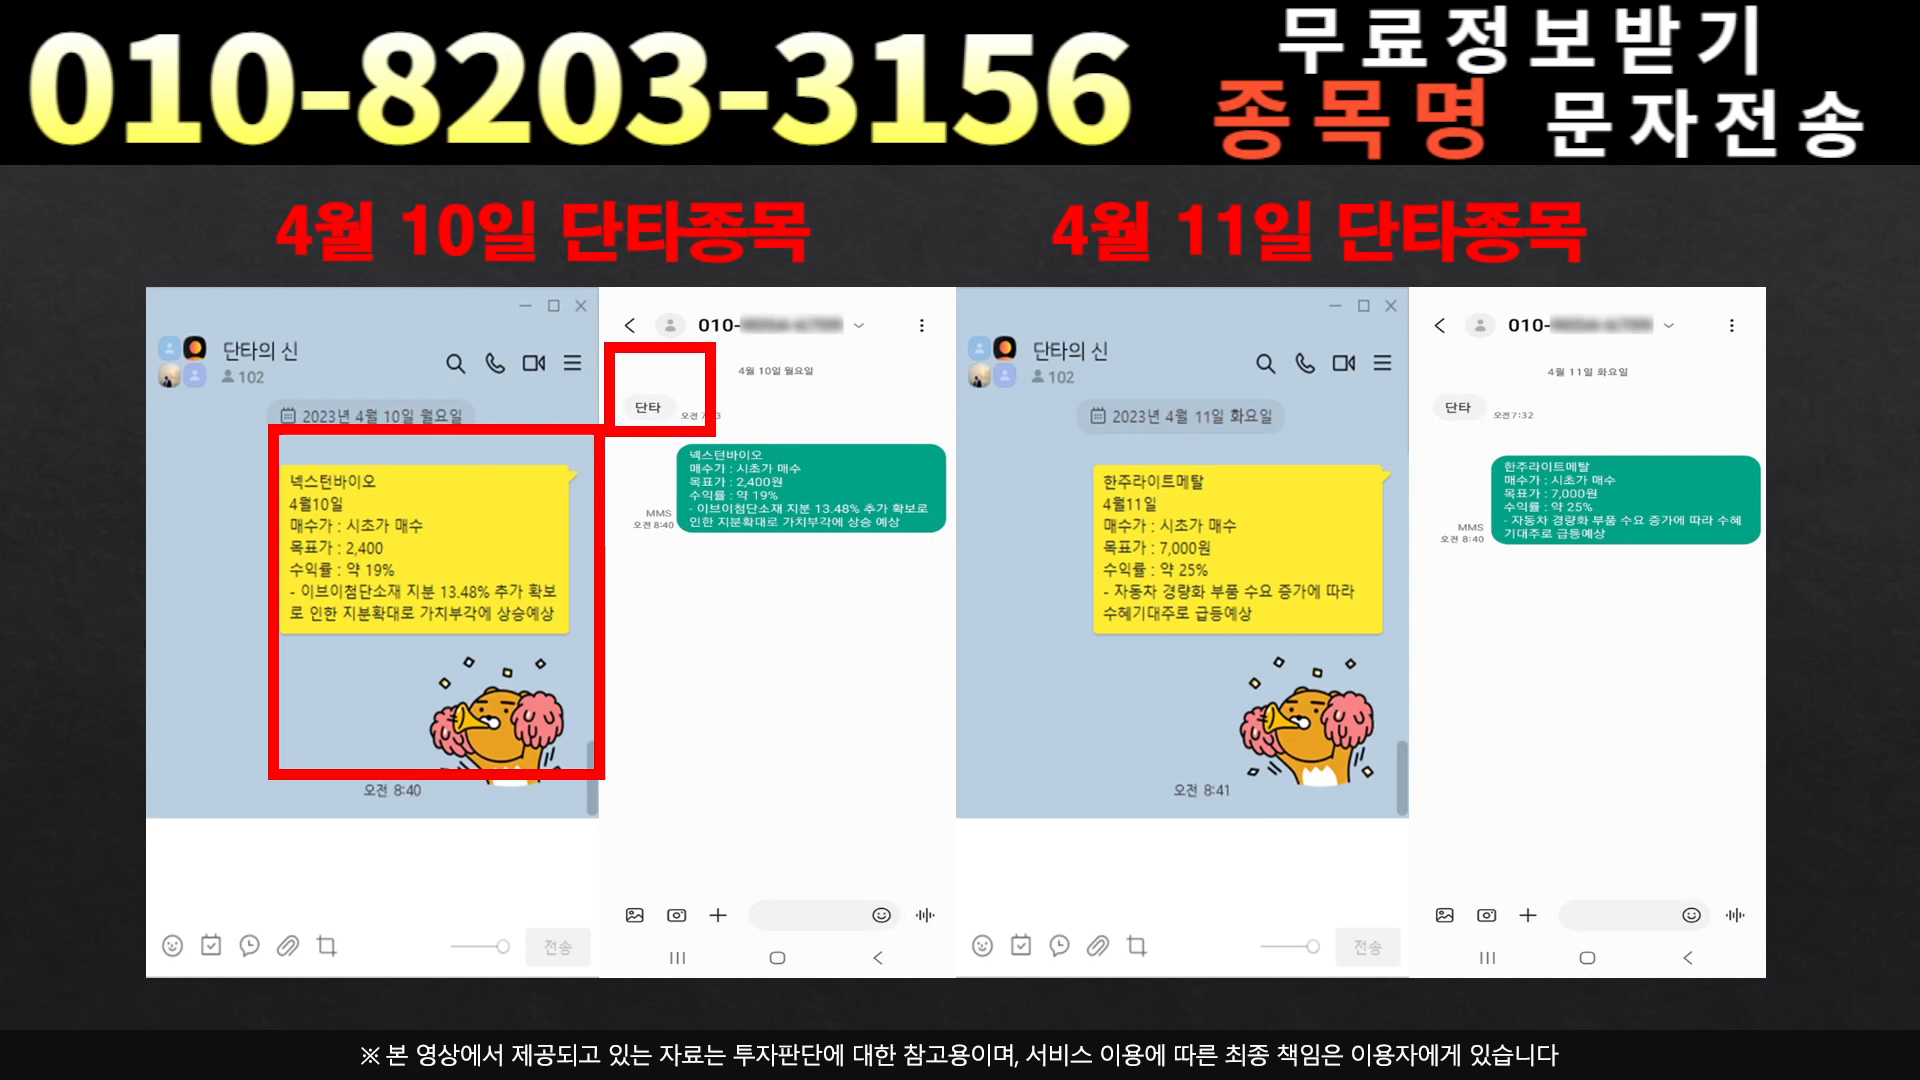 010-8203-3156
무료정보받기
종목명 문자전송
4월 10일 단타종목
4월 11일 단타종목
단타의 신
102
2023년 4월 10일 월요일
넥스턴바이오
4월10일
매수가 : 시초가 매수
목표가 : 2,400
수익률 : 약 19%
- 이브이첨단소재 지분 13.48% 추가 확보
로 인한 지분확대로 가치부각에 상승예상
오전 8:40
전송
010-
4월 10일 월요일
단타
오전
넥스턴바이오
매수가 : 시초가 매수
목표가 : 2,400원
수익률 : 약 19%
- 이브이첨단소재 지분 13.48% 추가 확보로
인한 지분확대로 가치부각에 상승 예상
MMS
오전 8:40
단타의 신
102
2023년 4월 11일 화요일
한주라이트메탈
4월11일
매수가 : 시초가 매수
목표가 : 7,000원
수익률 : 약 25%
- 자동차 경량화 부품 수요 증가에 따라
수혜기대주로 급등예상
오전 8:41
전송
010-
4월 11일 화요일
단타
오전 7:32
한주라이트메탈
매수가 : 시초가 매수
목표가 : 7,000원
수익률 : 약 25%
- 자동차 경량화 부품 수요 증가에 따라 수혜
기대주로 급등예상
MMS
오전 8:40
※ 본 영상에서 제공되고 있는 자료는 투자판단에 대한 참고용이며, 서비스 이용에 따른 최종 책임은 이용자에게 있습니다